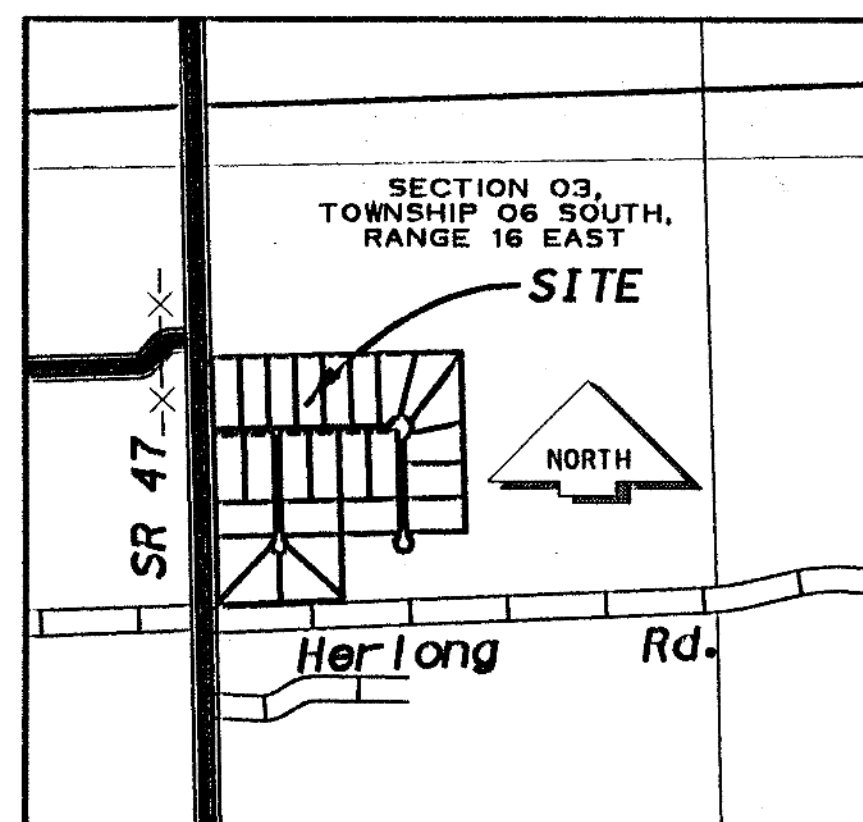 SECTION 03,
TOWNSHIP 06 SOUTH,
RANGE 16 EAST
SITE
NORTH
SR 47
Herlong Rd.